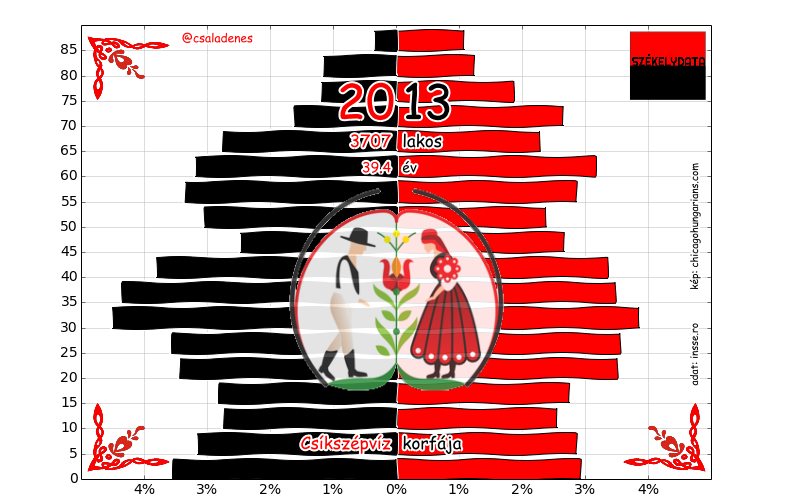 @csaladenes
SZÉKELYDATA
2013
3707 lakos
39.4 év
kép: chicagohungarians.com
adat: insse.ro
Csíkszépvíz korfája
85
80
75
70
65
60
55
50
45
40
35
30
25
20
15
10
5
0
4% 3% 2% 1% 0% 1% 2% 3% 4%